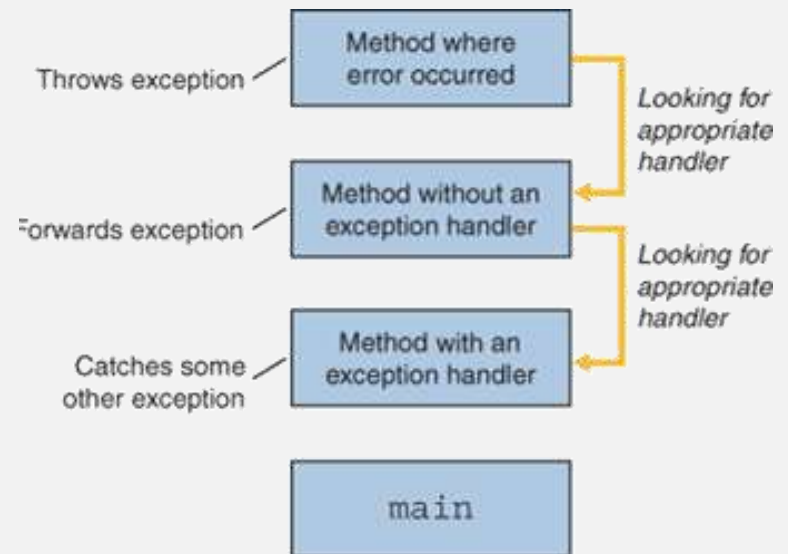 Method where
error occurred
Throws exception
Looking for
appropriate
handler
Method without an
exception handler
Forwards exception
Looking for
appropriate
handler
Method with an
exception handler
Catches some
other exception
main